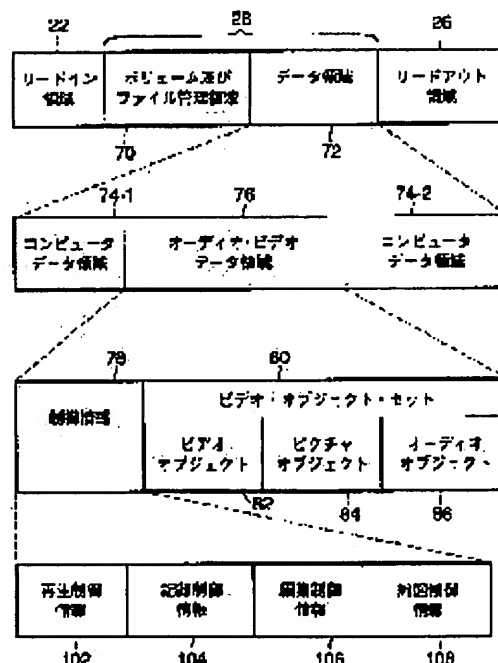 22
28
26
リードイン
領域
ボリューム及び
ファイル管理領域
データ領域
リードアウト
領域
70
72
74-1
76
74-2
コンピュータ
データ領域
オーディオ・ビデオ
データ領域
コンピュータ
データ領域
78
80
制御情報
ビデオ・オブジェクト・セット
ビデオ
オブジェクト
ピクチャ
オブジェクト
オーディオ
オブジェクト
82
84
86
再生制御
情報
記録制御
情報
編集制御
情報
制御
情報
102
104
106
108